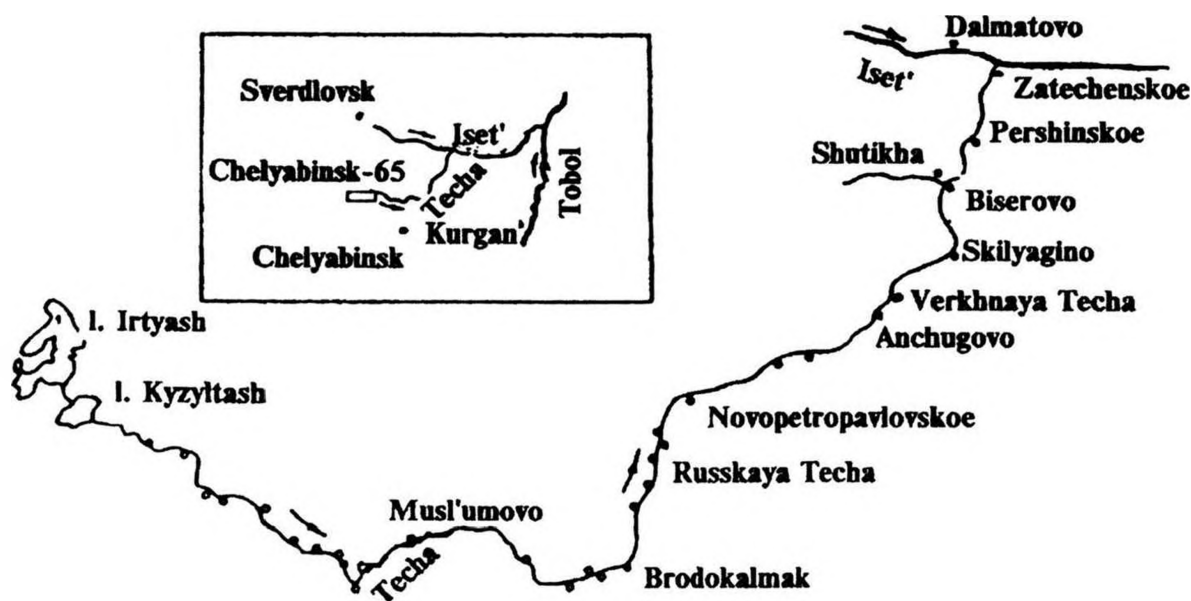 Dalmatovo
Iset'
Zatechenskoe
Pershinskoe
Shutikha
Biserovo
Skilyagino
Verkhnaya Techa
Anchugovo
Novopetropavlovskoe
Russkaya Techa
Brodokalmak
Musl'umovo
Techa
l. Irtyash
l. Kyzyltash
Sverdlovsk
Iset'
Chelyabinsk-65
Techa
Tobol
Kurgan'
Chelyabinsk